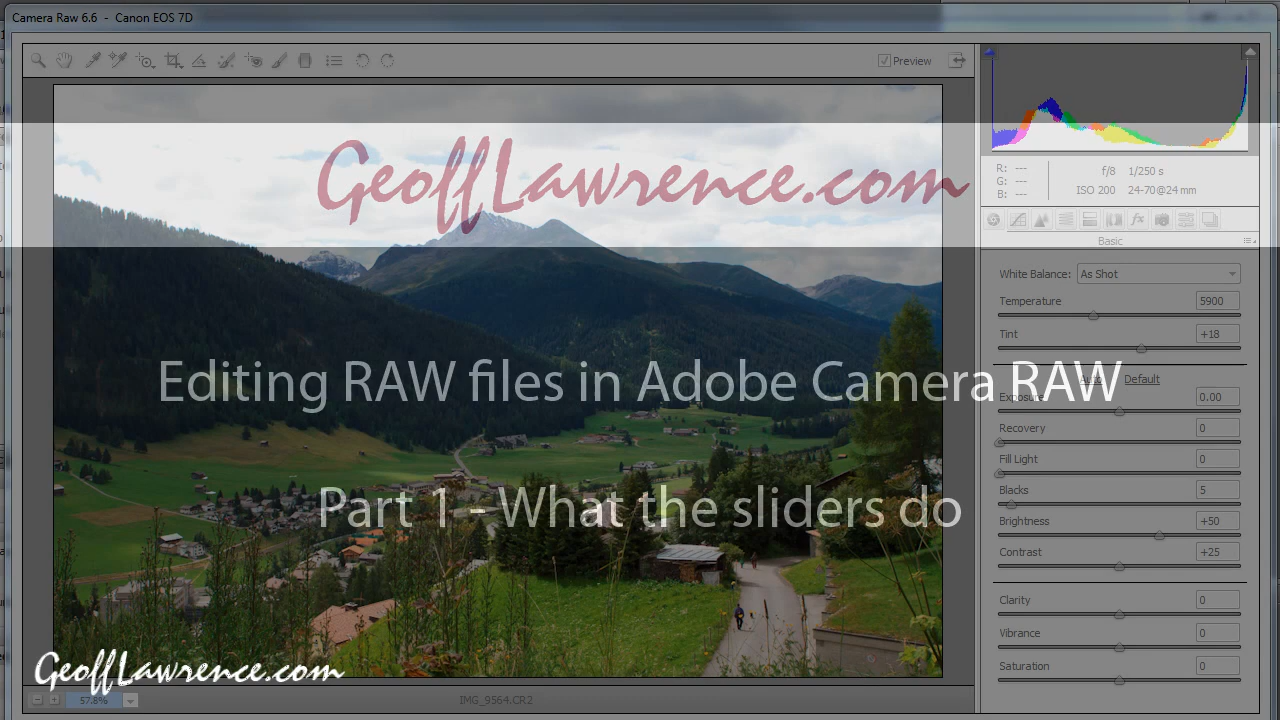 Camera Raw 6.6 - Canon EOS 7D
Preview
GeoffLawrence.com
R: ---
G: ---
B: ---
f/8 1/250 s
ISO 200 24-70@24 mm
Basic
White Balance: As Shot
Temperature 5900
Tint +18
Editing RAW files in Adobe Camera RAW
Auto Default
Exposure 0.00
Recovery 0
Fill Light 0
Blacks 5
Part 1 - What the sliders do
Brightness +50
Contrast +25
Clarity 0
Vibrance 0
Saturation 0
GeoffLawrence.com
57.8%
IMG_9564.CR2